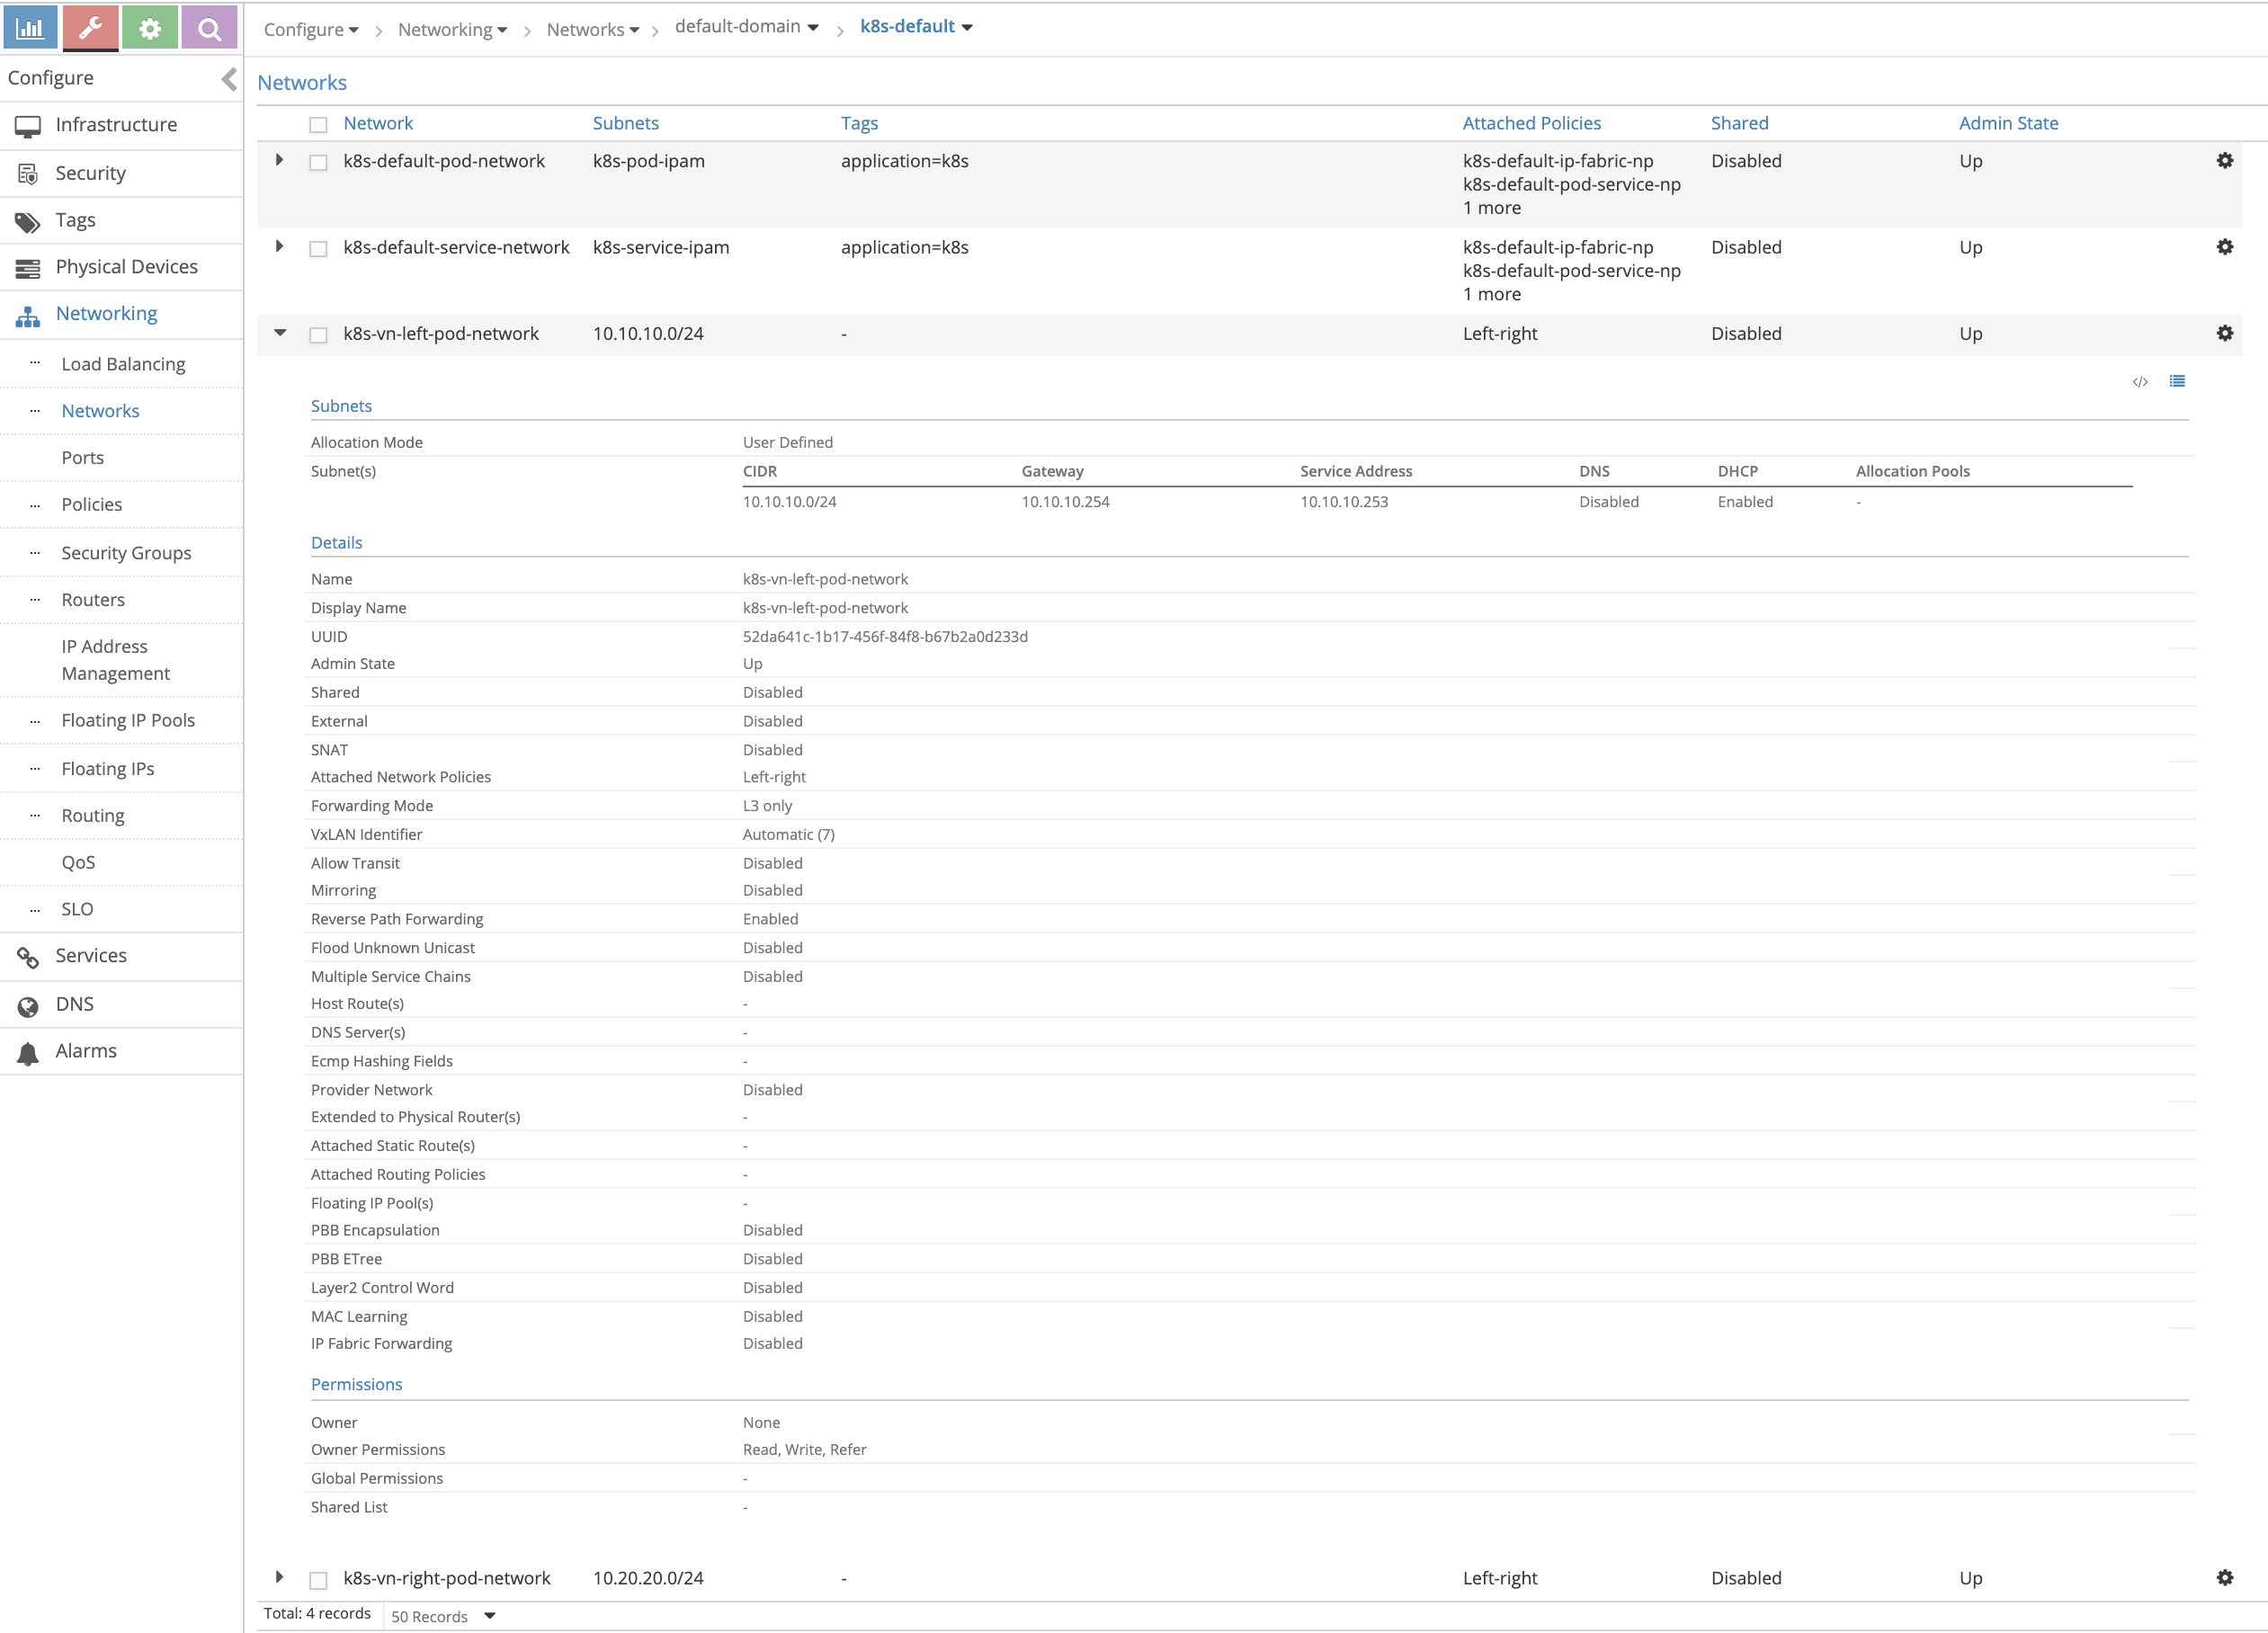 Configure
Networking
Networks
default-domain
k8s-default
Configure
Infrastructure
Security
Tags
Physical Devices
Networking
Load Balancing
Networks
Ports
Policies
Security Groups
Routers
IP Address
Management
Floating IP Pools
Floating IPs
Routing
QoS
SLO
Services
DNS
Alarms
Networks
Network Subnets Tags Attached Policies Shared Admin State
k8s-default-pod-network k8s-pod-ipam application=k8s k8s-default-ip-fabric-np Disabled Up
k8s-default-pod-service-np
1 more
k8s-default-service-network k8s-service-ipam application=k8s k8s-default-ip-fabric-np Disabled Up
k8s-default-pod-service-np
1 more
k8s-vn-left-pod-network 10.10.10.0/24 - Left-right Disabled Up
</>
Subnets
Allocation Mode User Defined
Subnet(s) CIDR Gateway Service Address DNS DHCP Allocation Pools
10.10.10.0/24 10.10.10.254 10.10.10.253 Disabled Enabled -
Details
Name k8s-vn-left-pod-network
Display Name k8s-vn-left-pod-network
UUID 52da641c-1b17-456f-84f8-b67b2a0d233d
Admin State Up
Shared Disabled
External Disabled
SNAT Disabled
Attached Network Policies Left-right
Forwarding Mode L3 only
VxLAN Identifier Automatic (7)
Allow Transit Disabled
Mirroring Disabled
Reverse Path Forwarding Enabled
Flood Unknown Unicast Disabled
Multiple Service Chains Disabled
Host Route(s) -
DNS Server(s) -
Ecmp Hashing Fields -
Provider Network Disabled
Extended to Physical Router(s) -
Attached Static Route(s) -
Attached Routing Policies -
Floating IP Pool(s) -
PBB Encapsulation Disabled
PBB ETree Disabled
Layer2 Control Word Disabled
MAC Learning Disabled
IP Fabric Forwarding Disabled
Permissions
Owner None
Owner Permissions Read, Write, Refer
Global Permissions -
Shared List -
k8s-vn-right-pod-network 10.20.20.0/24 - Left-right Disabled Up
Total: 4 records 50 Records